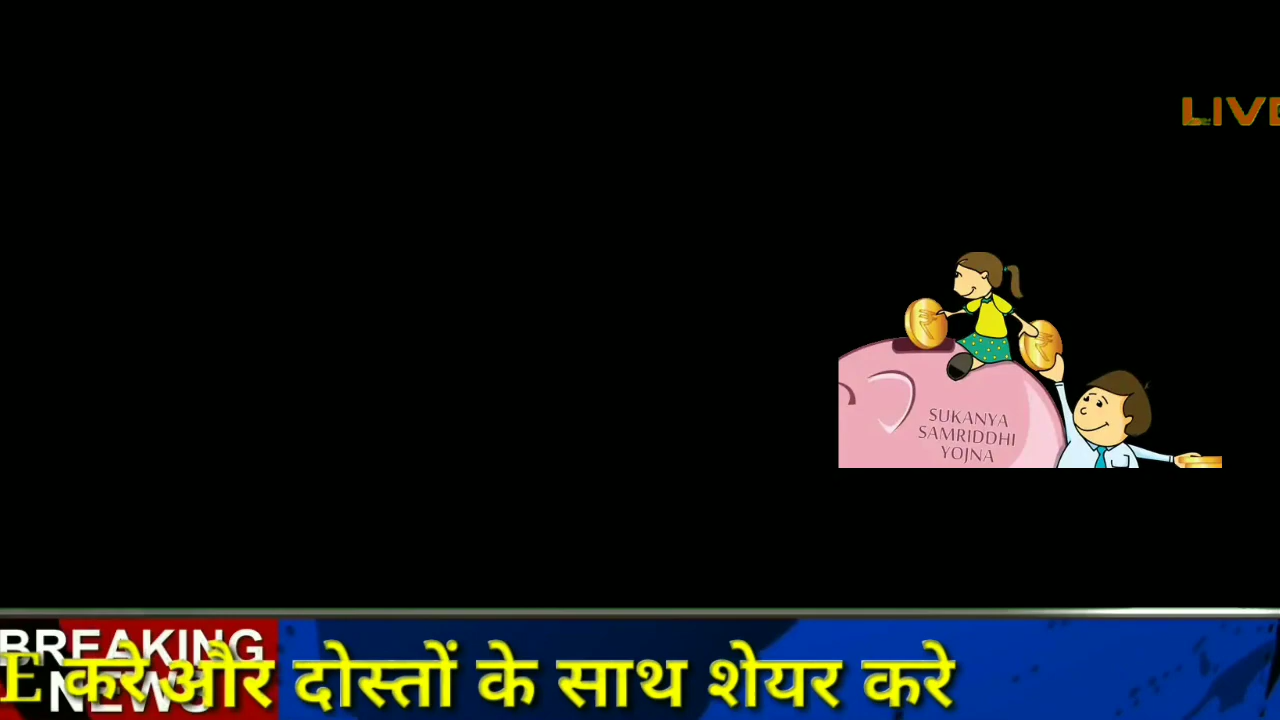 LIVE
SUKANYA
SAMRIDDHI
YOJNA
BREAKING
NEWS
E करे और दोस्तों के साथ शेयर करे